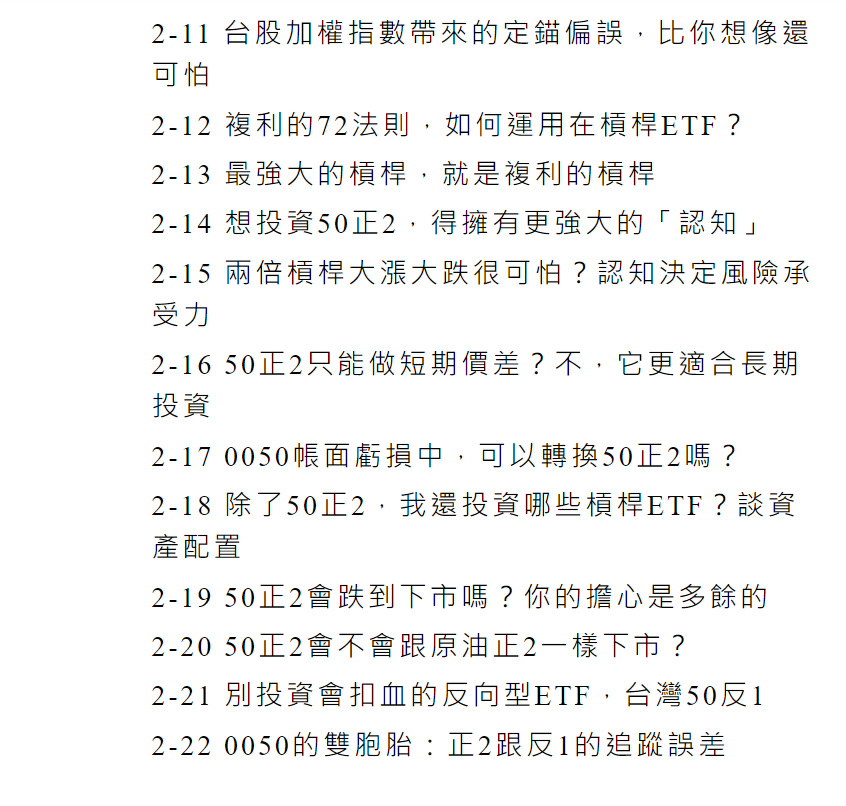 2-11 台股加權指數帶來的定錨偏誤，比你想像還
可怕
2-12 複利的72法則，如何運用在槓桿ETF？
2-13 最強大的槓桿，就是複利的槓桿
2-14 想投資50正2，得擁有更強大的「認知」
2-15 兩倍槓桿大漲大跌很可怕？認知決定風險承
受力
2-16 50正2只能做短期價差？不，它更適合長期
投資
2-17 0050帳面虧損中，可以轉換50正2嗎？
2-18 除了50正2，我還投資哪些槓桿ETF？談資
產配置
2-19 50正2會跌到下市嗎？你的擔心是多餘的
2-20 50正2會不會跟原油正2一樣下市？
2-21 別投資會扣血的反向型ETF，台灣50反1
2-22 0050的雙胞胎：正2跟反1的追蹤誤差